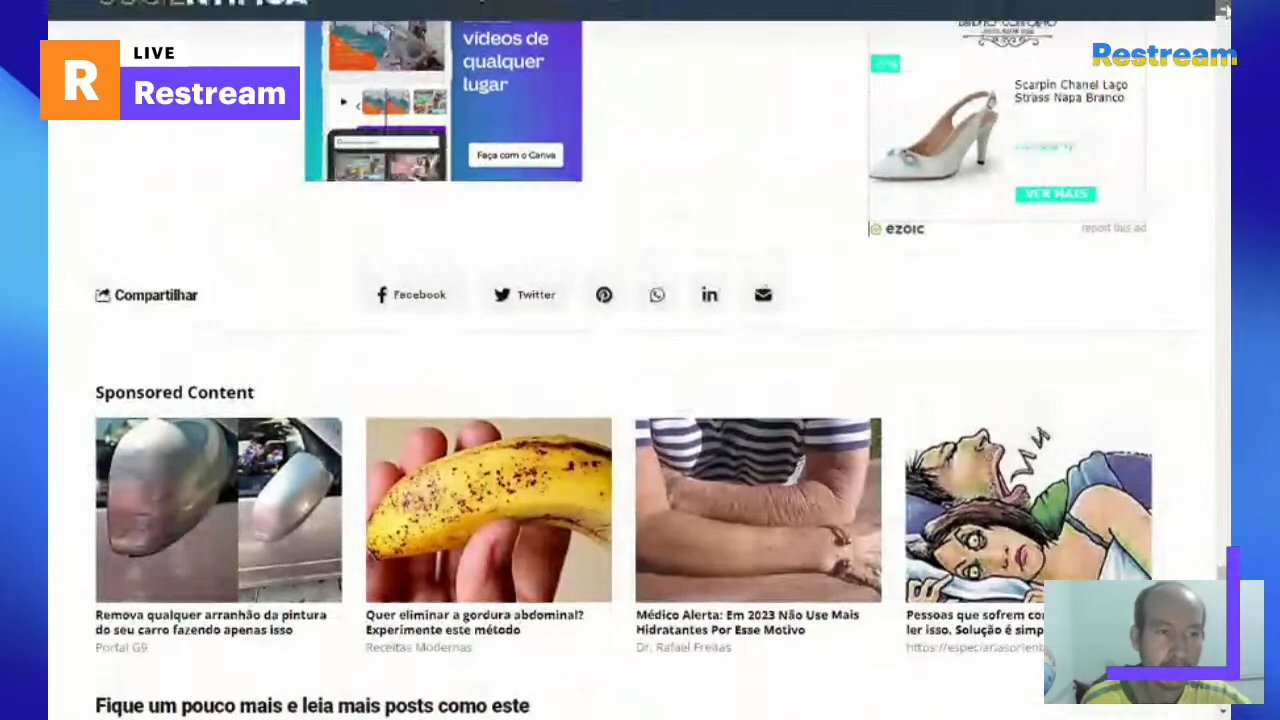 LIVE
R
Restream
Restream
vídeos de
qualquer
lugar
Faça com o Canva
Scarpin Chanel Laço
Strass Napa Branco
VER MAIS
ezoic
report this ad
Compartilhar
Facebook
Twitter
in
Sponsored Content
Remova qualquer arranhão da pintura
do seu carro fazendo apenas isso
Portal G9
Quer eliminar a gordura abdominal?
Experimente este método
Receitas Modernas
Médico Alerta: Em 2023 Não Use Mais
Hidratantes Por Esse Motivo
Dr. Rafael Freitas
Pessoas que sofrem
ler isso. Solução é
Fique um pouco mais e leia mais posts como este